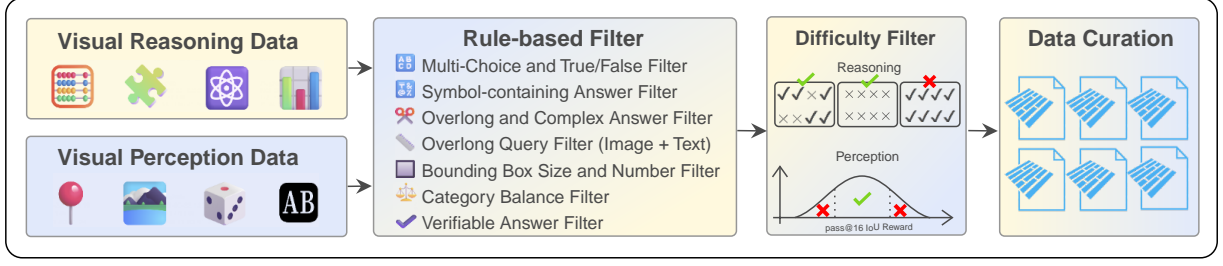 Visual Reasoning Data
Visual Perception Data
AB
Rule-based Filter
Multi-Choice and True/False Filter
Symbol-containing Answer Filter
Overlong and Complex Answer Filter
Overlong Query Filter (Image + Text)
Bounding Box Size and Number Filter
Category Balance Filter
Verifiable Answer Filter
Difficulty Filter
Reasoning
Perception
pass@16 IoU Reward
Data Curation